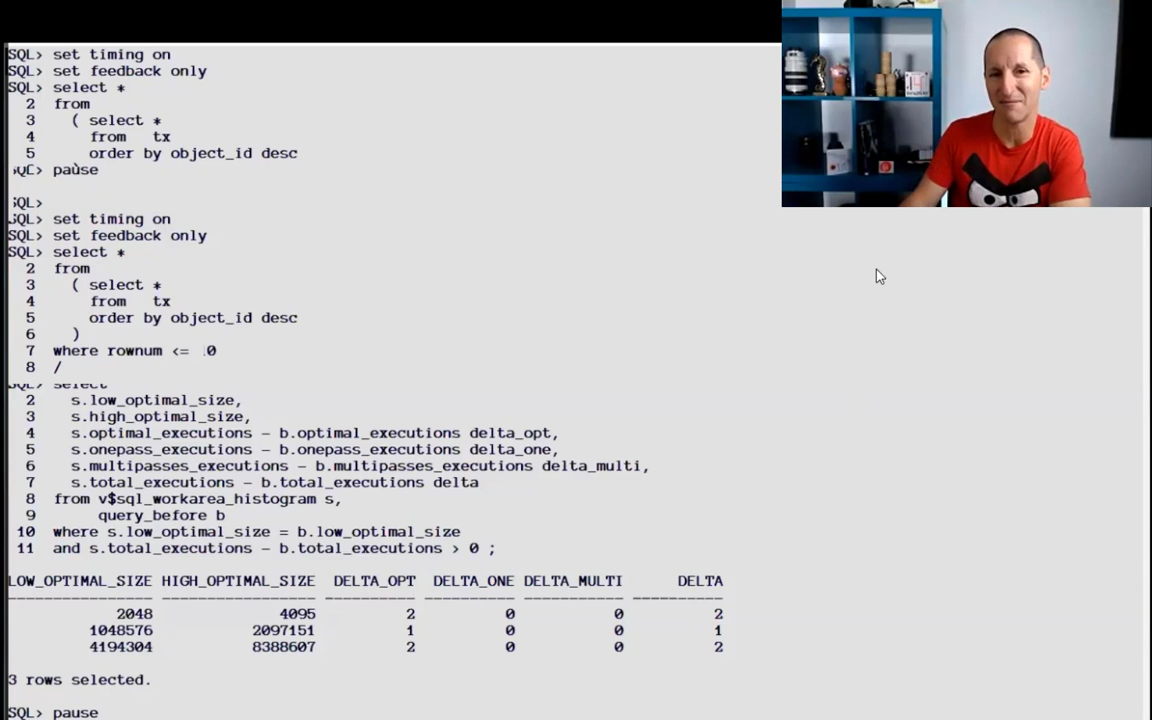 SQL> set timing on
SQL> set feedback only
SQL> select *
2 from
3 ( select *
4 from tx
5 order by object_id desc
pause
SQL> 
set timing on
SQL> set feedback only
SQL> select *
2 from
3 ( select *
4 from tx
5 order by object_id desc
6 )
7 where rownum <= 0
8 /
SQL> select
2 s.low_optimal_size,
3 s.high_optimal_size,
4 s.optimal_executions - b.optimal_executions delta_opt,
5 s.onepass_executions - b.onepass_executions delta_one,
6 s.multipasses_executions - b.multipasses_executions delta_multi,
7 s.total_executions - b.total_executions delta
8 from v$sql_workarea_histogram s,
9 query_before b
10 where s.low_optimal_size = b.low_optimal_size
11 and s.total_executions - b.total_executions > 0 ;
LOW_OPTIMAL_SIZE HIGH_OPTIMAL_SIZE DELTA_OPT DELTA_ONE DELTA_MULTI DELTA
---------------- ----------------- ---------- ---------- ----------- ----------
2048 4095 2 0 0 2
1048576 2097151 1 0 0 1
4194304 8388607 2 0 0 2
3 rows selected.
SQL> pause